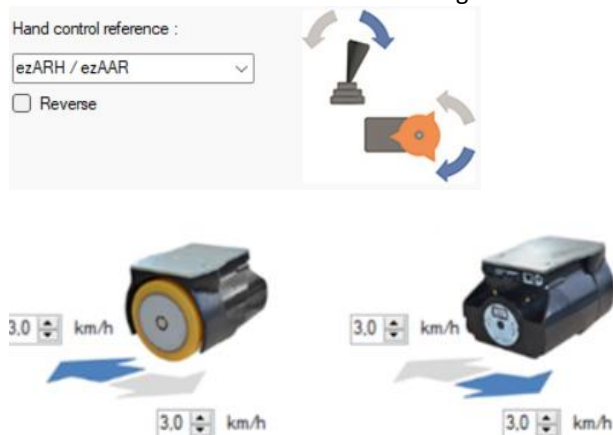 Hand control reference :
ezARH / ezAAR
Reverse
3,0 km/h
3,0 km/h
3,0 km/h
3,0 km/h